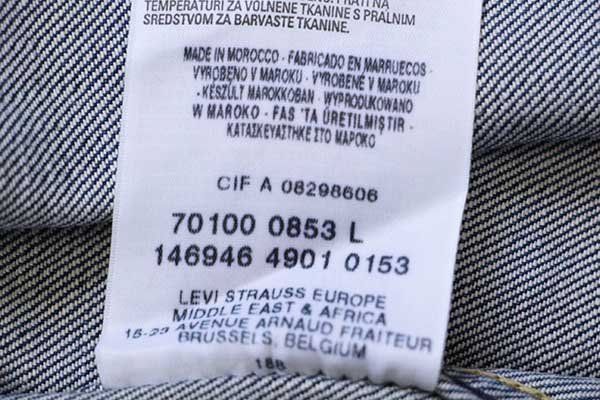 TEMPERATURI ZA VOLNENE TKANINE S PRALNIM
SREDSTVOM ZA BARVASTE TKANINE.
MADE IN MOROCCO · FABRICADO EN MARRUECOS ·
VYROBENO V MAROKU · VYROBENÉ V MAROKU
· KÉSZÜLT MAROKKÓBAN · WYPRODUKOWANO
W MAROKO · FAS 'TA ÜRETILMIŞTIR ·
ΚΑΤΑΣΚΕΥΑΣΤΗΚΕ ΣΤΟ ΜΑΡΟΚΟ
CIF A 08298606
70100 0853 L
146946 4901 0153
LEVI STRAUSS EUROPE
MIDDLE EAST & AFRICA
15-23 AVENUE ARNAUD FRAITEUR
BRUSSELS, BELGIUM